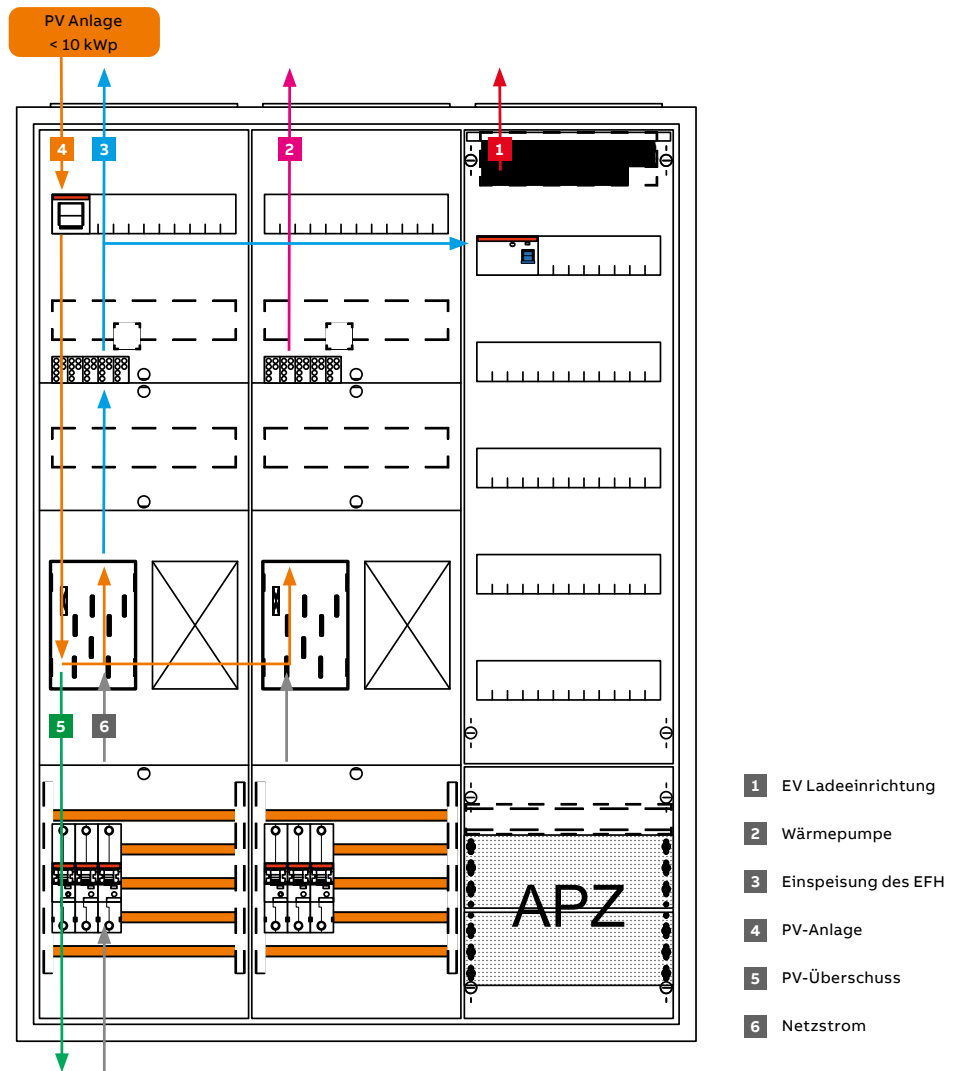 PV Anlage
< 10 kWp
4
3
2
1
5
6
APZ
1 EV Ladeeinrichtung
2 Wärmepumpe
3 Einspeisung des EFH
4 PV-Anlage
5 PV-Überschuss
6 Netzstrom